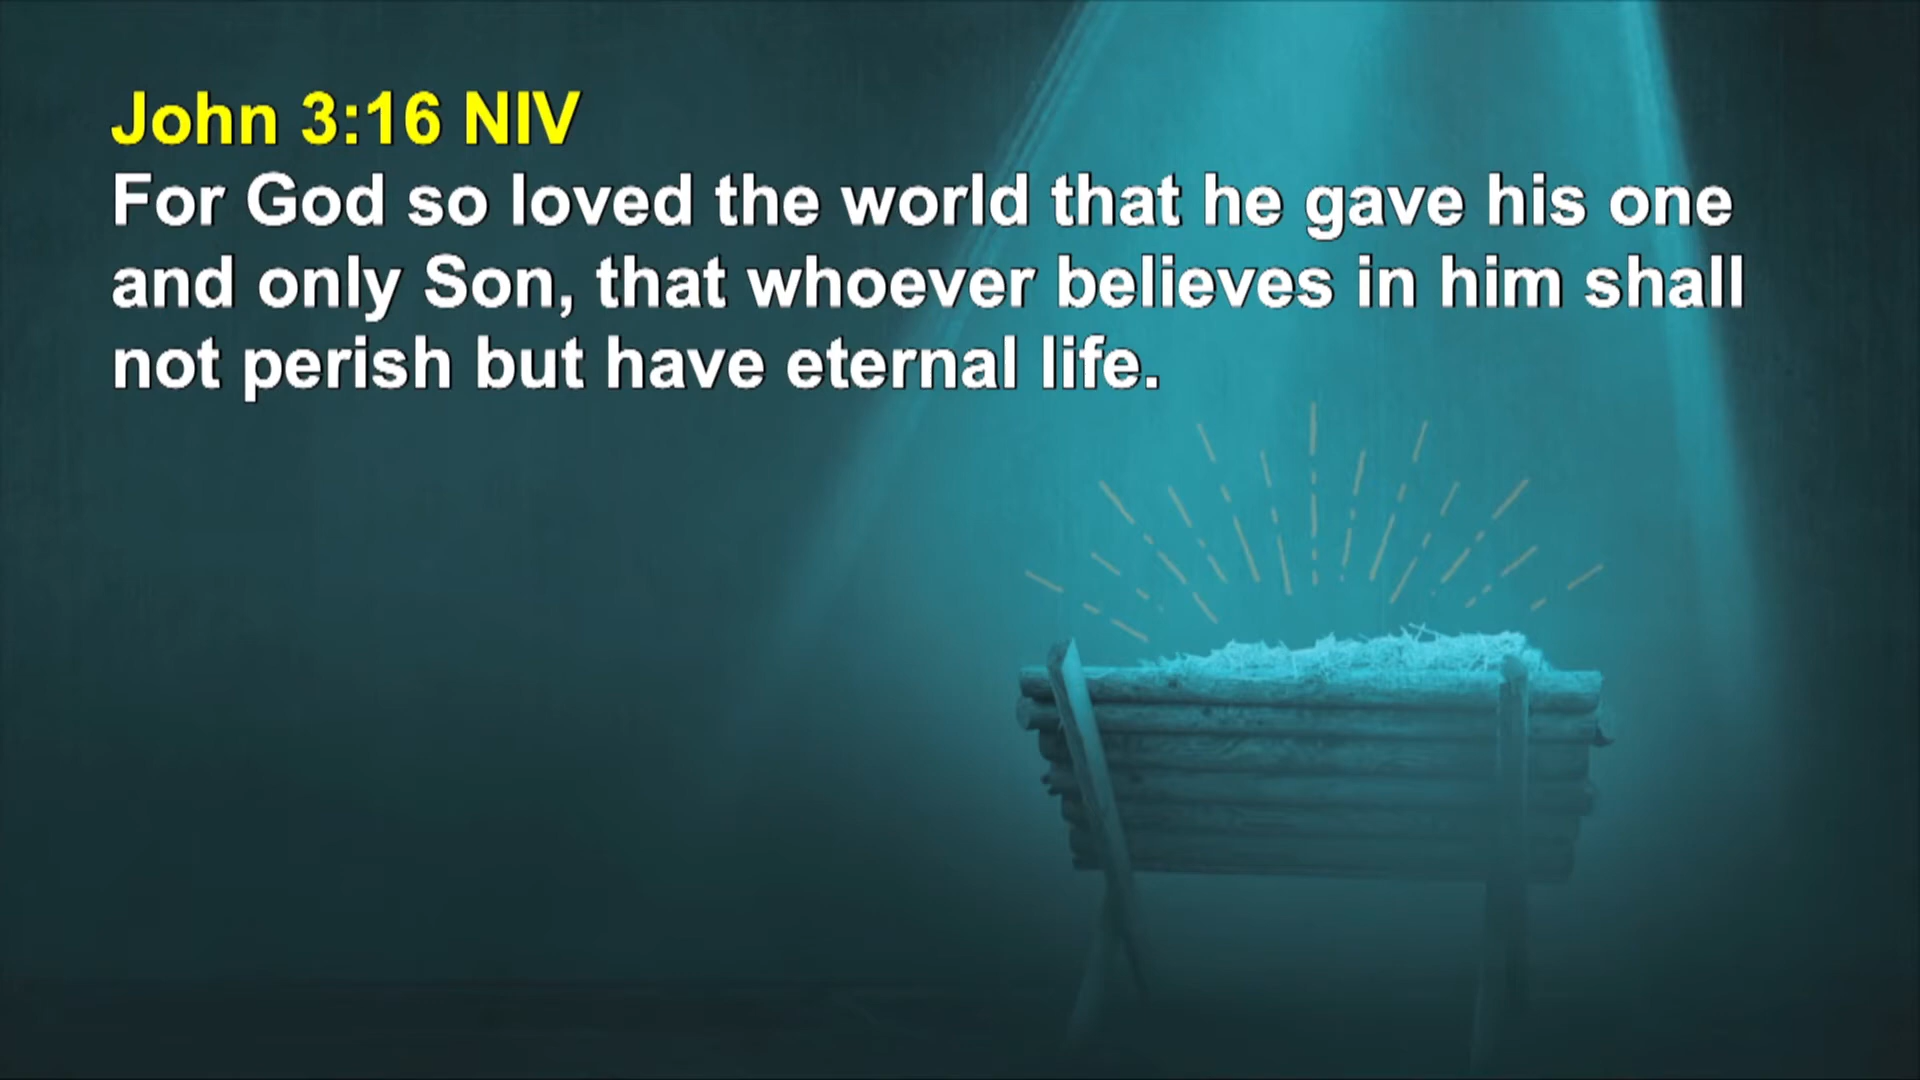 John 3:16 NIV
For God so loved the world that he gave his one
and only Son, that whoever believes in him shall
not perish but have eternal life.